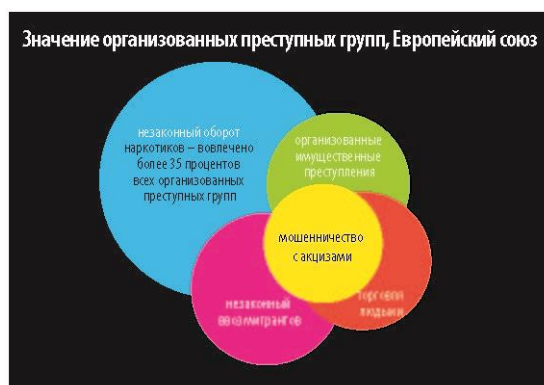 Значение организованных преступных групп, Европейский союз
незаконный оборот
наркотиков – вовлечено
более 35 процентов
всех организованных
преступных групп
организованные
имущественные
преступления
мошенничество
с акцизами
незаконный
ввоз мигрантов
торговля
людьми